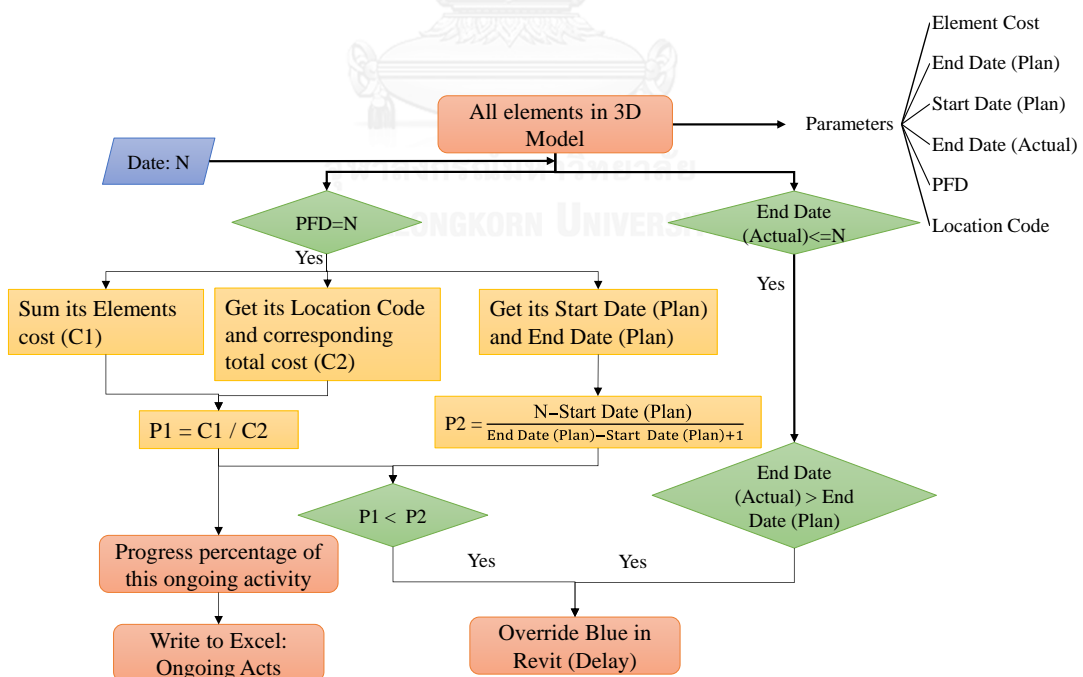 Element Cost
End Date (Plan)
Start Date (Plan)
End Date (Actual)
PFD
Location Code
Parameters
All elements in 3D
Model
Date: N
PFD=N
End Date
(Actual)<=N
Yes
Yes
Sum its Elements
cost (C1)
Get its Location Code
and corresponding
total cost (C2)
Get its Start Date (Plan)
and End Date (Plan)
P1 = C1 / C2
P2 = N−Start Date (Plan)
End Date (Plan)−Start Date (Plan)+1
P1 < P2
End Date
(Actual) > End
Date (Plan)
Yes
Yes
Progress percentage of
this ongoing activity
Write to Excel:
Ongoing Acts
Override Blue in
Revit (Delay)